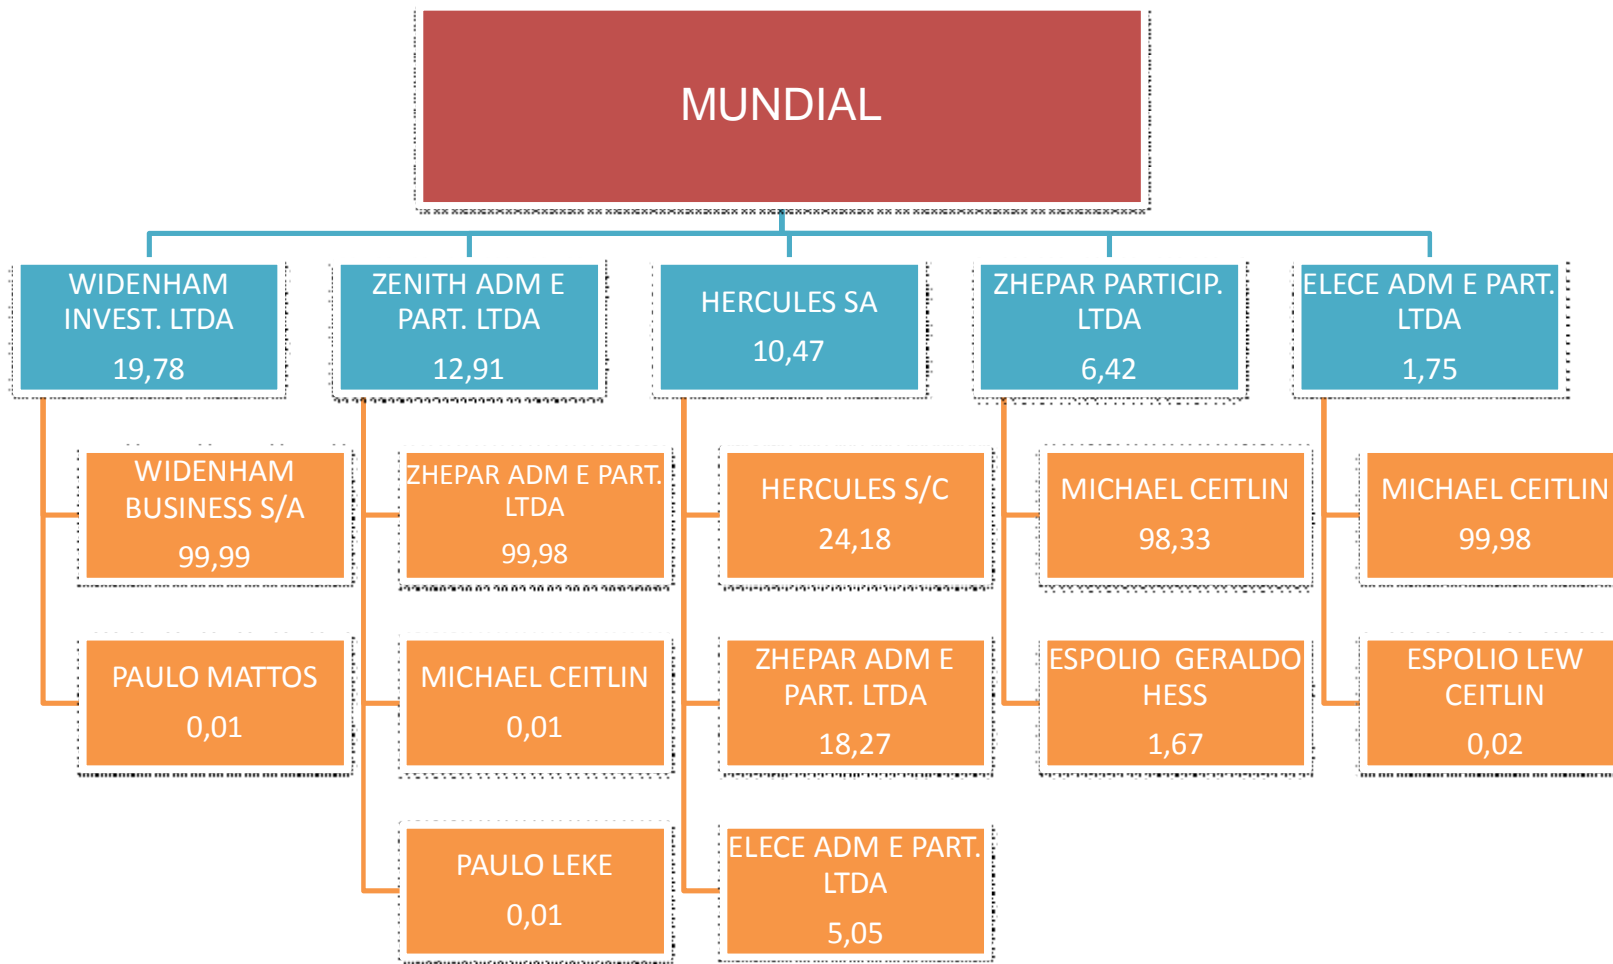 MUNDIAL
WIDENHAM
INVEST. LTDA
19,78
ZENITH ADM E
PART. LTDA
12,91
HERCULES SA
10,47
ZHEPAR PARTICIP.
LTDA
6,42
ELECE ADM E PART.
LTDA
1,75
WIDENHAM
BUSINESS S/A
99,99
ZHEPAR ADM E PART.
LTDA
99,98
HERCULES S/C
24,18
MICHAEL CEITLIN
98,33
MICHAEL CEITLIN
99,98
PAULO MATTOS
0,01
MICHAEL CEITLIN
0,01
ZHEPAR ADM E
PART. LTDA
18,27
ESPOLIO GERALDO
HESS
1,67
ESPOLIO LEW
CEITLIN
0,02
PAULO LEKE
0,01
ELECE ADM E PART.
LTDA
5,05